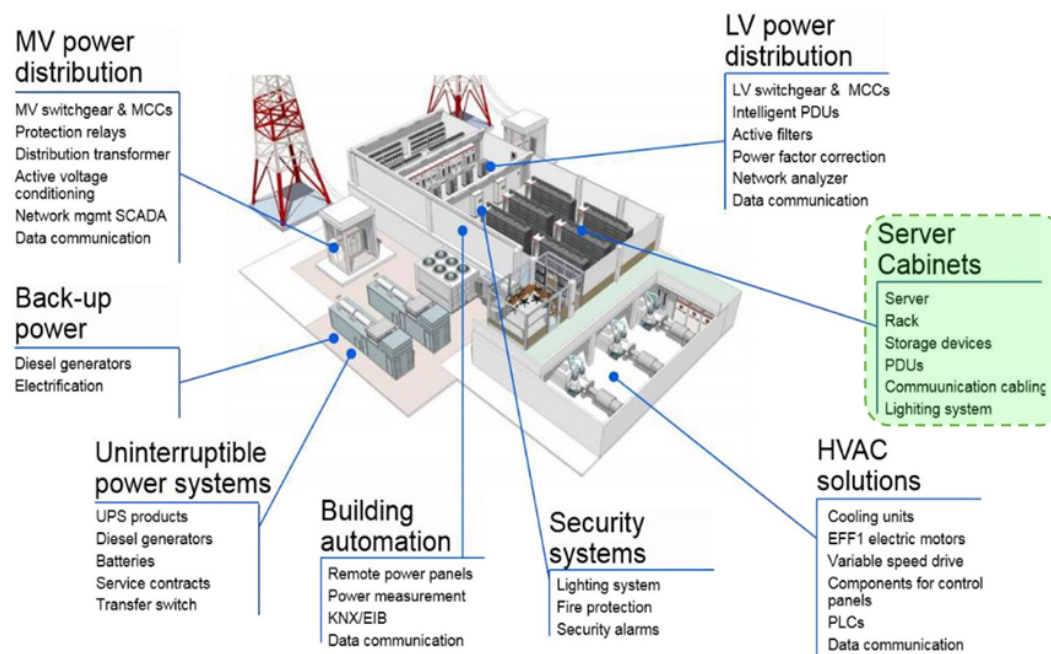 MV power
distribution
MV switchgear & MCCs
Protection relays
Distribution transformer
Active voltage
conditioning
Network mgmt SCADA
Data communication
LV power
distribution
LV switchgear & MCCs
Intelligent PDUs
Active filters
Power factor correction
Network analyzer
Data communication
Server
Cabinets
Server
Rack
Storage devices
PDUs
Commuunication cabling
Lighiting system
Back-up
power
Diesel generators
Electrification
Uninterruptible
power systems
UPS products
Diesel generators
Batteries
Service contracts
Transfer switch
Building
automation
Remote power panels
Power measurement
KNX/EIB
Data communication
Security
systems
Lighting system
Fire protection
Security alarms
HVAC
solutions
Cooling units
EFF1 electric motors
Variable speed drive
Components for control
panels
PLCs
Data communication